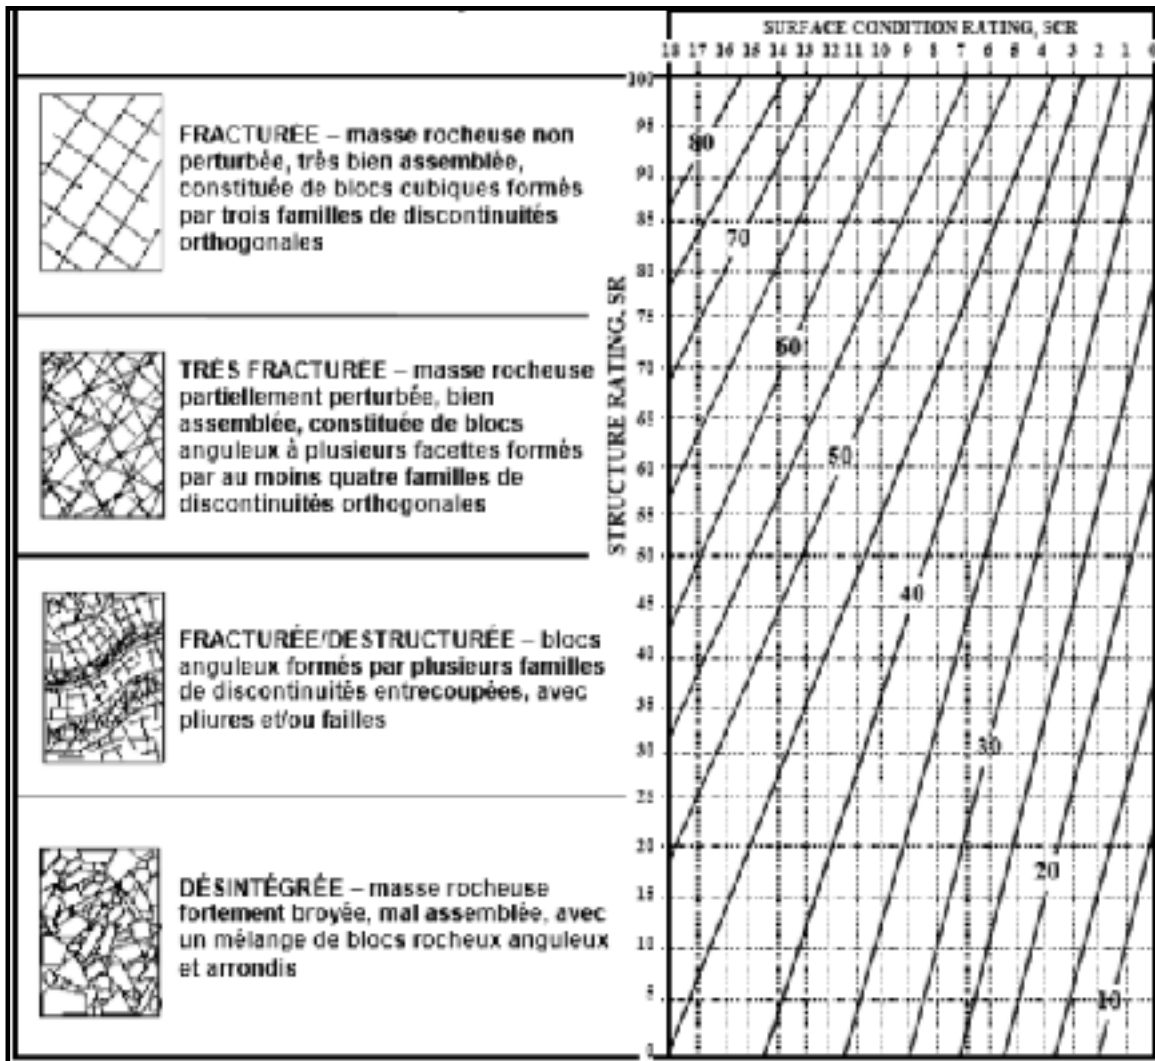 SURFACE CONDITION RATING, SCR
18 17 16 15 14 13 12 11 10 9 8 7 6 5 4 3 2 1 0
FRACTURÉE – masse rocheuse non
perturbée, très bien assemblée,
constituée de blocs cubiques formés
par trois familles de discontinuités
orthogonales
TRÈS FRACTURÉE – masse rocheuse
partiellement perturbée, bien
assemblée, constituée de blocs
anguleux à plusieurs facettes formés
par au moins quatre familles de
discontinuités orthogonales
FRACTURÉE/DESTRUCTURÉE – blocs
anguleux formés par plusieurs familles
de discontinuités entrecoupées, avec
pliures et/ou failles
DÉSINTÉGRÉE – masse rocheuse
fortement broyée, mal assemblée, avec
un mélange de blocs rocheux anguleux
et arrondis
STRUCTURE RATING, SR
100
95
90
85
80
75
70
65
60
55
50
45
40
35
30
25
20
15
10
5
0
80
70
60
50
40
30
20
10